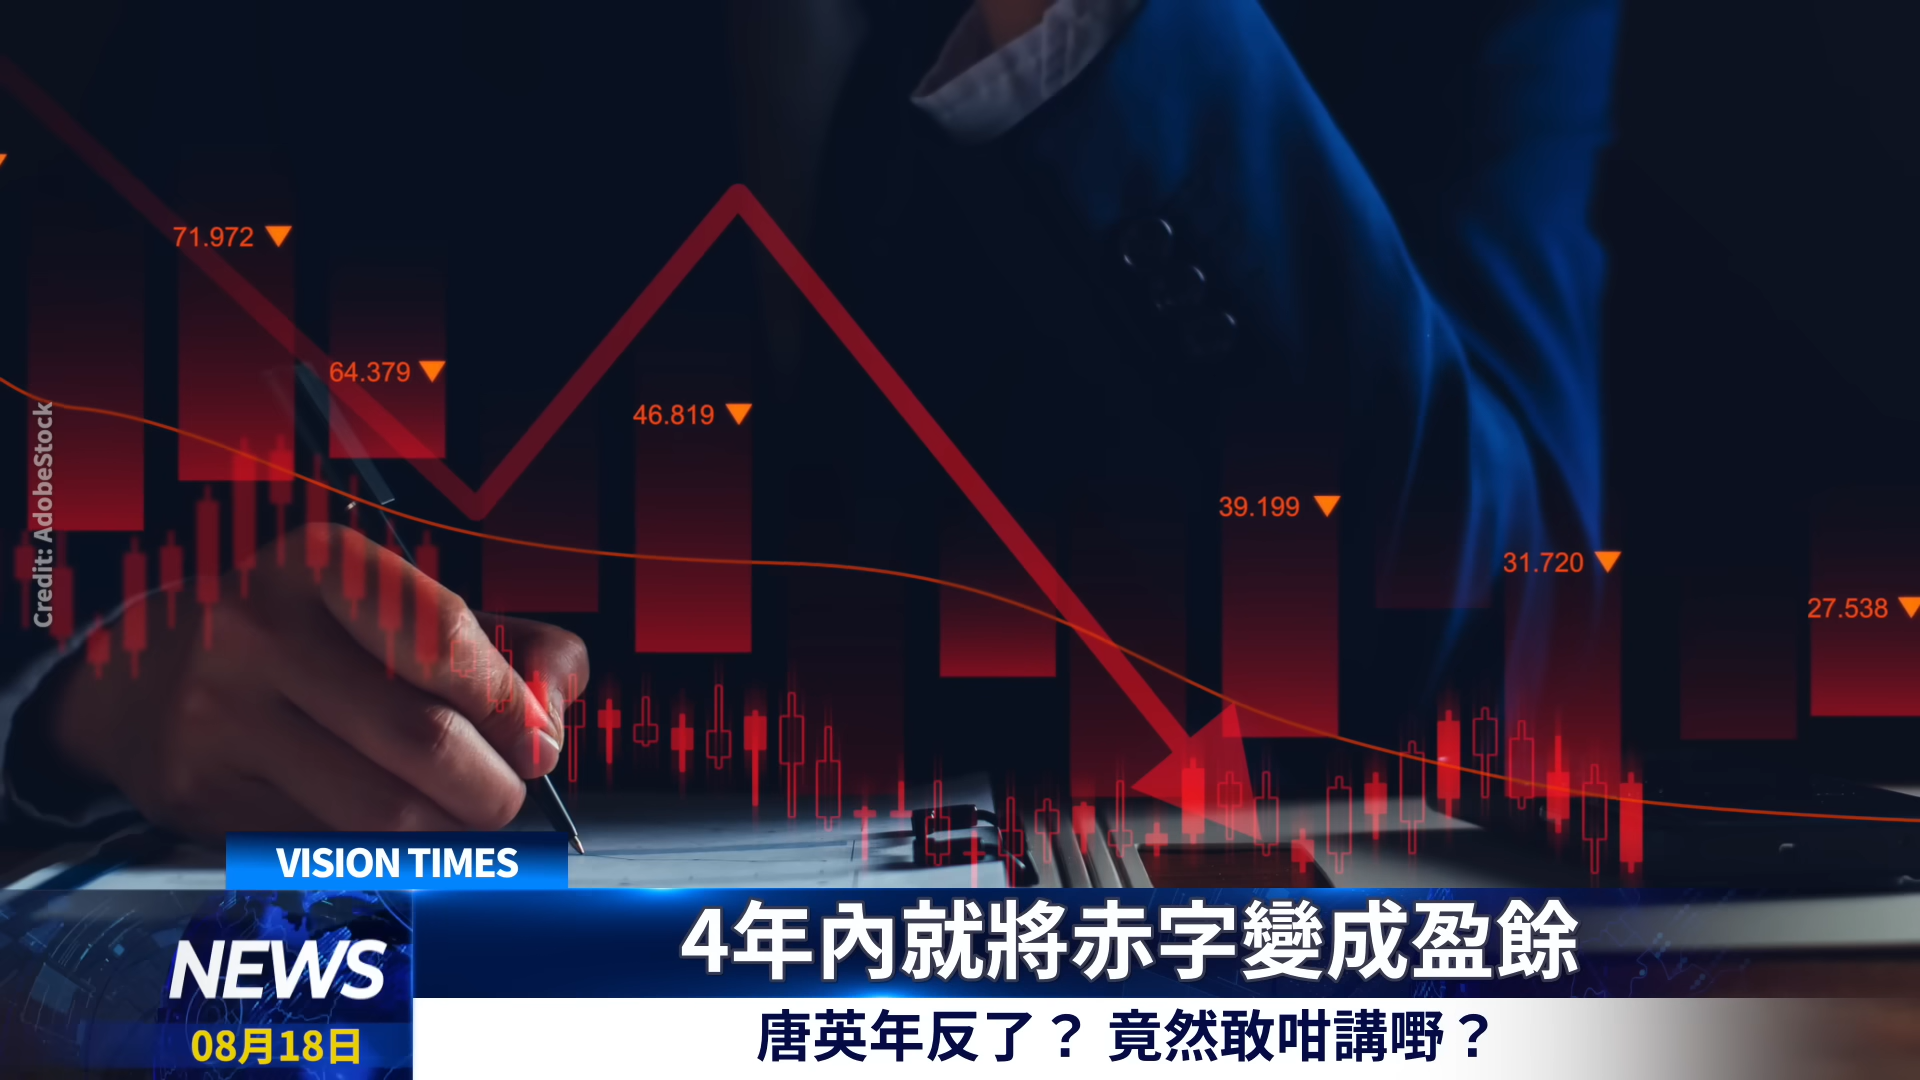 71.972
64.379
46.819
39.199
31.720
27.538
Credit: AdobeStock
VISION TIMES
NEWS
08月18日
4年內就將赤字變成盈餘
唐英年反了？ 竟然敢咁講嘢？